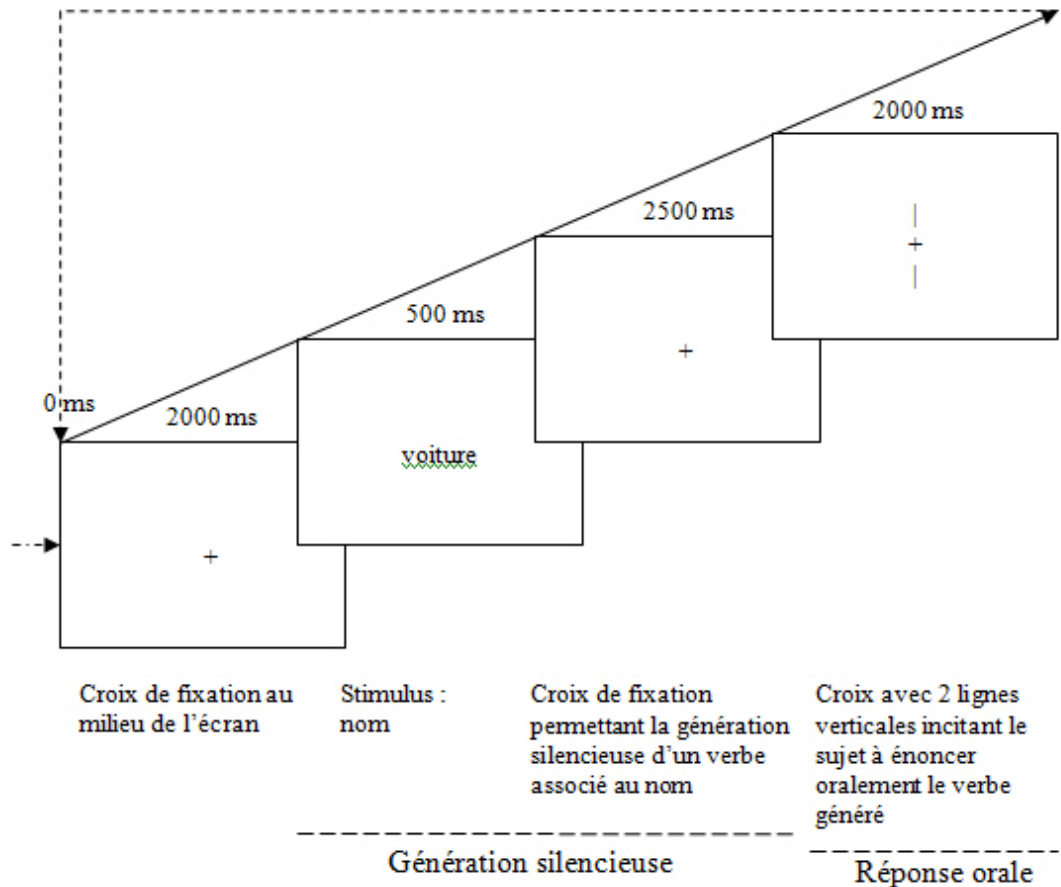 2000 ms
2500 ms
|
+
|
500 ms
+
0 ms
2000 ms
voiture
+
Croix de fixation au
milieu de l'écran
Stimulus :
nom
Croix de fixation
permettant la génération
silencieuse d'un verbe
associé au nom
Croix avec 2 lignes
verticales incitant le
sujet à énoncer
oralement le verbe
généré
Génération silencieuse
Réponse orale